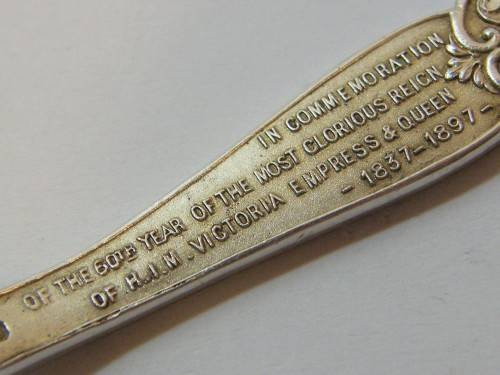 IN COMMEMORATION
OF THE 60TH YEAR OF THE MOST GLORIOUS REIGN
OF H.I.M. VICTORIA EMPRESS & QUEEN
- 1837-1897-